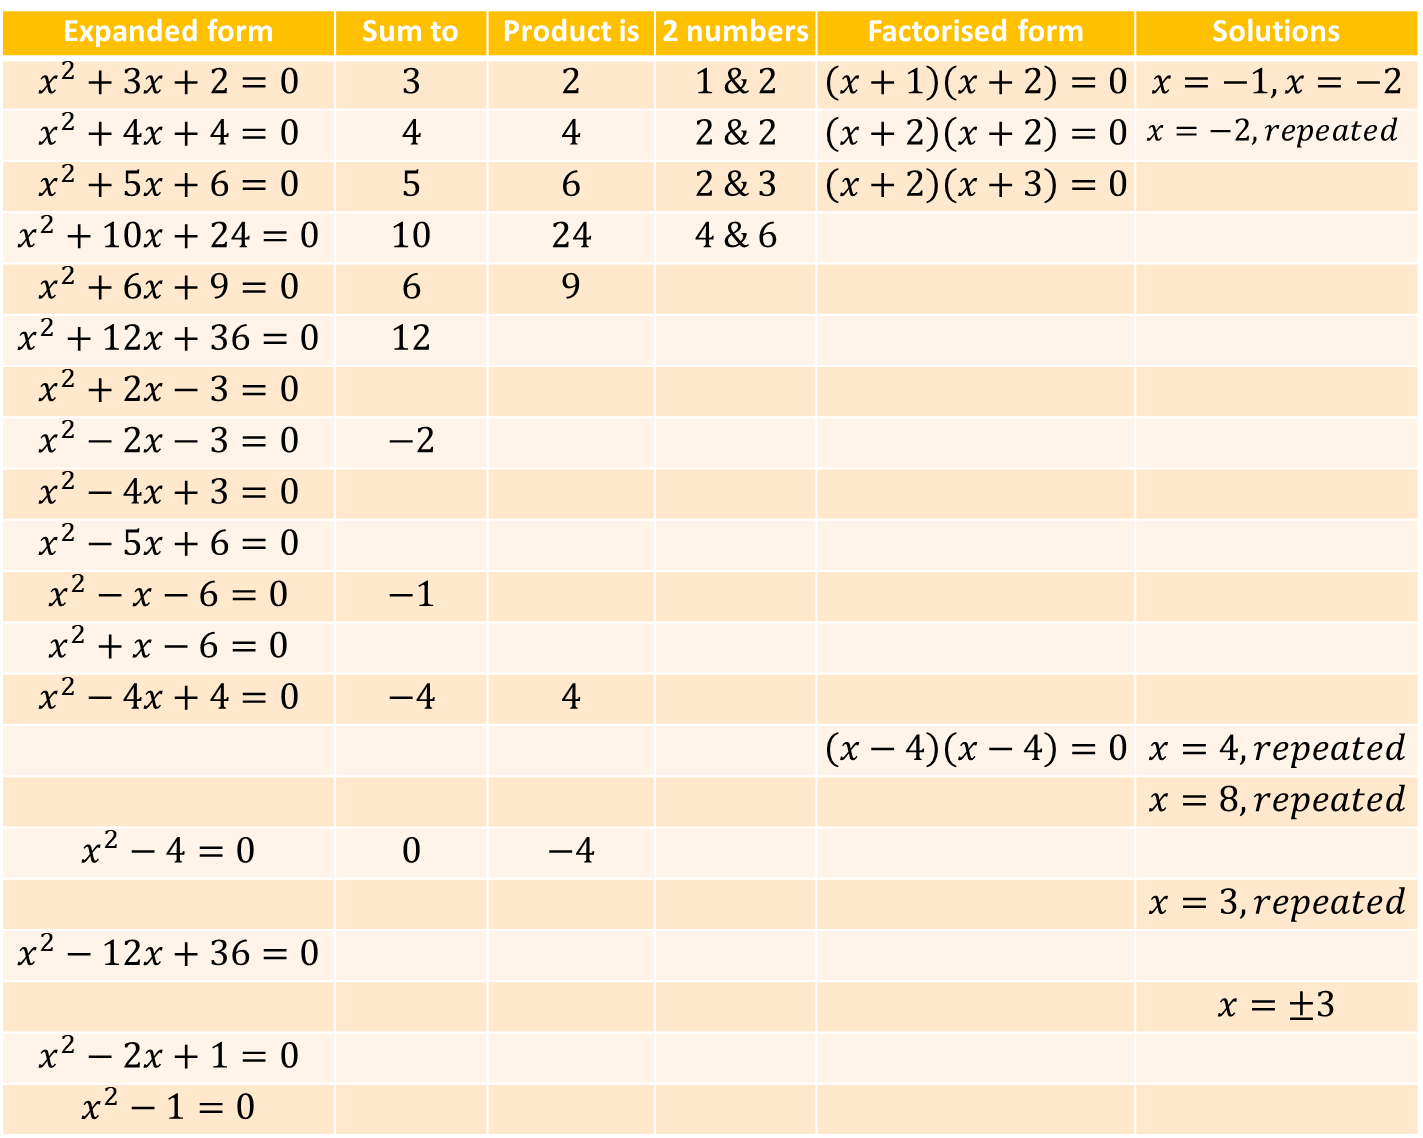 Expanded form Sum to Product is 2 numbers Factorised form Solutions
x² + 3x + 2 = 0 3 2 1 & 2 (x + 1)(x + 2) = 0 x = −1, x = −2
x² + 4x + 4 = 0 4 4 2 & 2 (x + 2)(x + 2) = 0 x = −2, repeated
x² + 5x + 6 = 0 5 6 2 & 3 (x + 2)(x + 3) = 0
x² + 10x + 24 = 0 10 24 4 & 6
x² + 6x + 9 = 0 6 9
x² + 12x + 36 = 0 12
x² + 2x − 3 = 0
x² − 2x − 3 = 0 −2
x² − 4x + 3 = 0
x² − 5x + 6 = 0
x² − x − 6 = 0 −1
x² + x − 6 = 0
x² − 4x + 4 = 0 −4 4
(x − 4)(x − 4) = 0 x = 4, repeated
x = 8, repeated
x² − 4 = 0 0 −4
x = 3, repeated
x² − 12x + 36 = 0
x = ±3
x² − 2x + 1 = 0
x² − 1 = 0